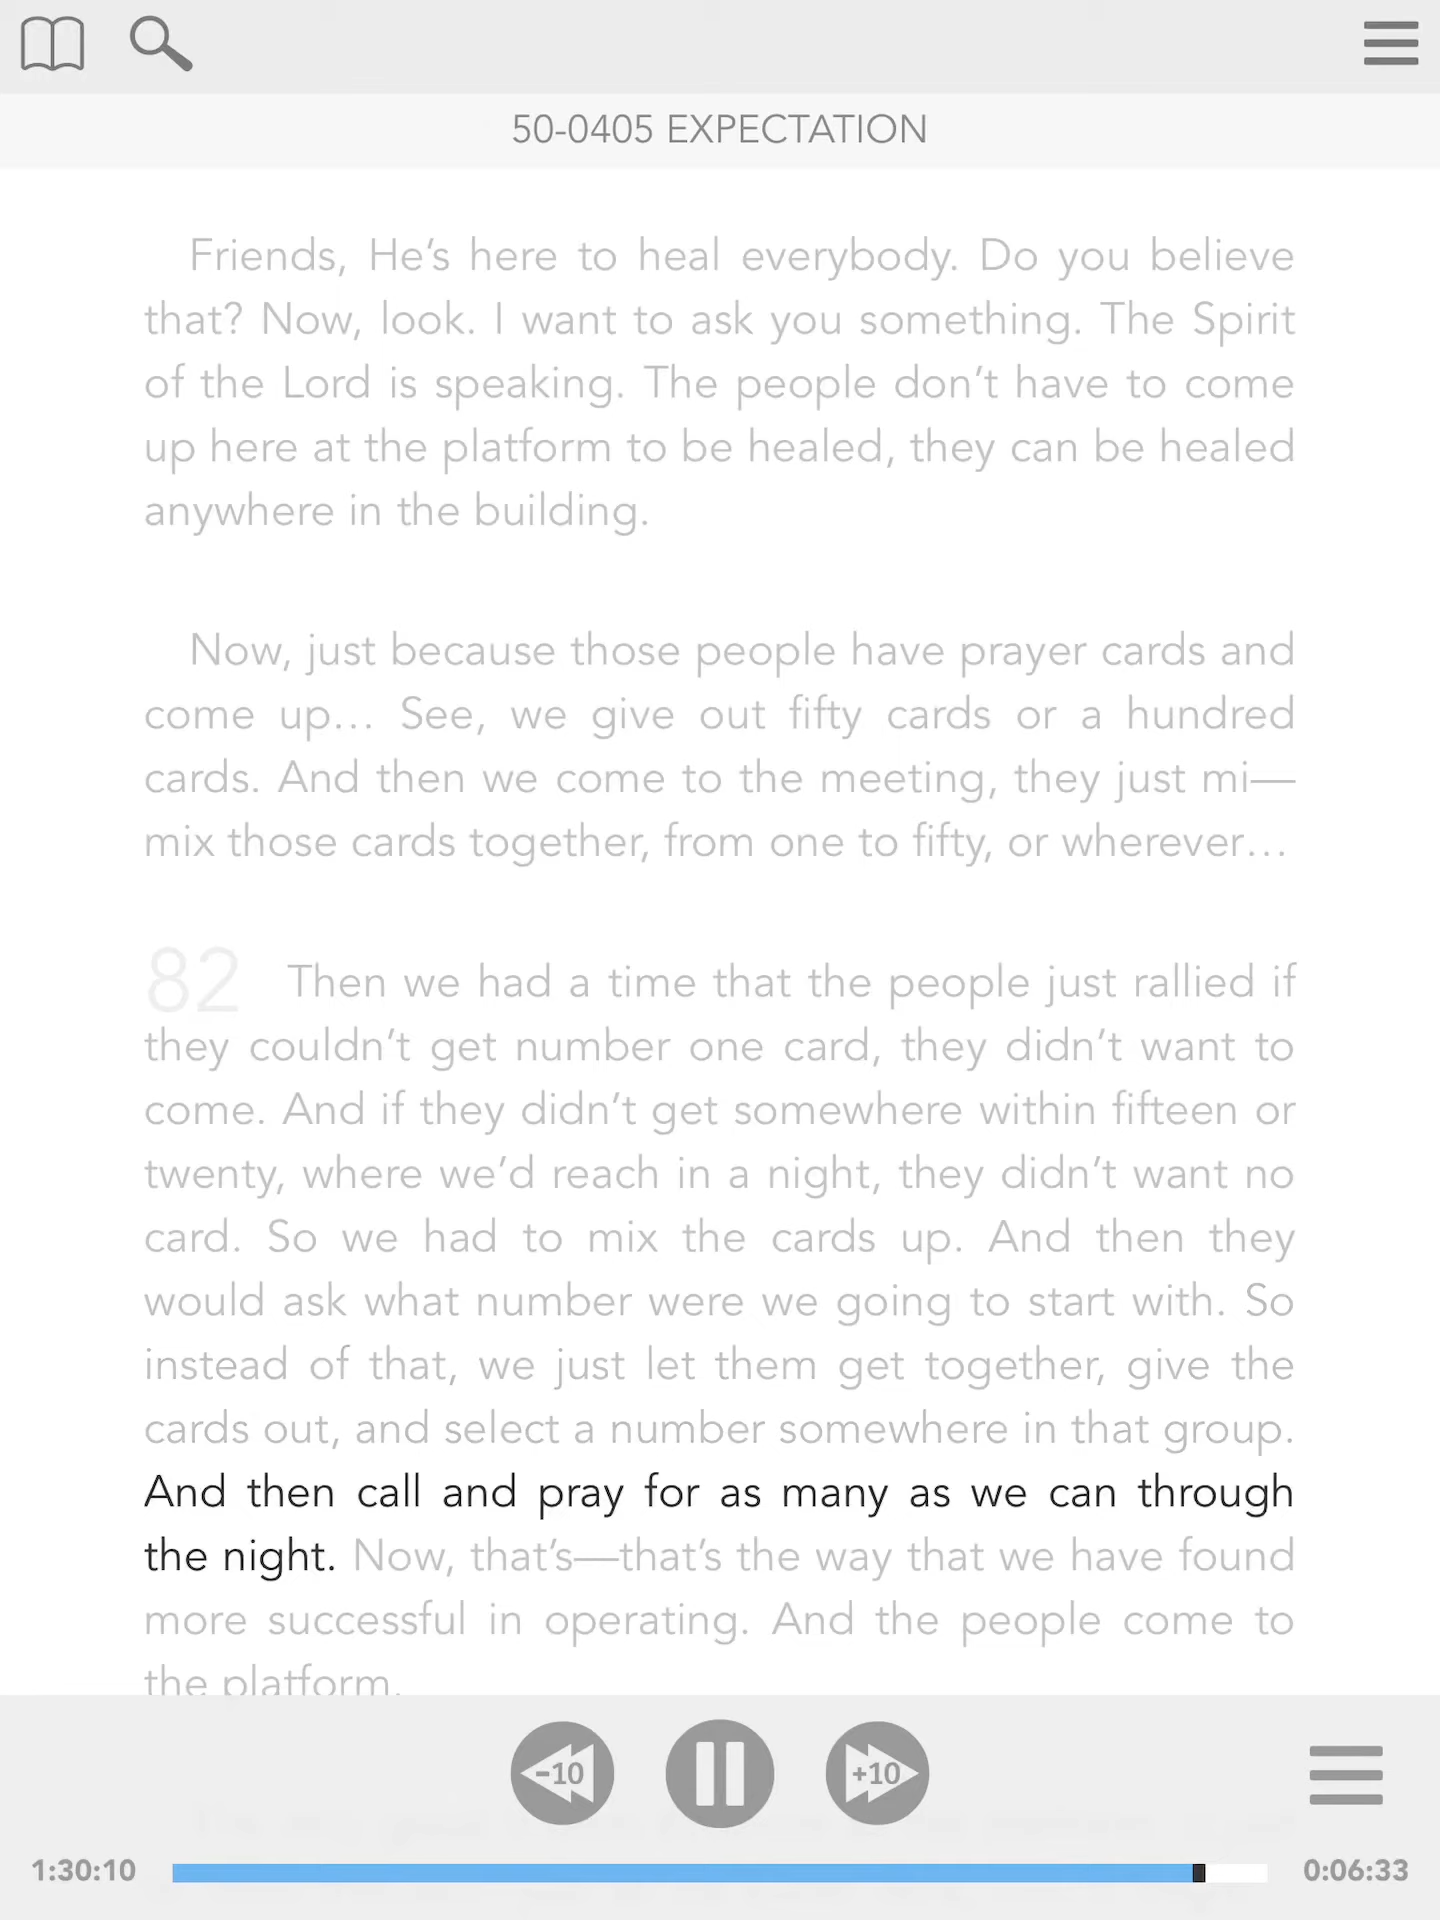 50-0405 EXPECTATION
Friends, He’s here to heal everybody. Do you believe
that? Now, look. I want to ask you something. The Spirit
of the Lord is speaking. The people don’t have to come
up here at the platform to be healed, they can be healed
anywhere in the building.
Now, just because those people have prayer cards and
come up… See, we give out fifty cards or a hundred
cards. And then we come to the meeting, they just mi—
mix those cards together, from one to fifty, or wherever…
82 Then we had a time that the people just rallied if
they couldn’t get number one card, they didn’t want to
come. And if they didn’t get somewhere within fifteen or
twenty, where we’d reach in a night, they didn’t want no
card. So we had to mix the cards up. And then they
would ask what number were we going to start with. So
instead of that, we just let them get together, give the
cards out, and select a number somewhere in that group.
And then call and pray for as many as we can through
the night. Now, that’s—that’s the way that we have found
more successful in operating. And the people come to
the platform.
-10
+10
1:30:10
0:06:33